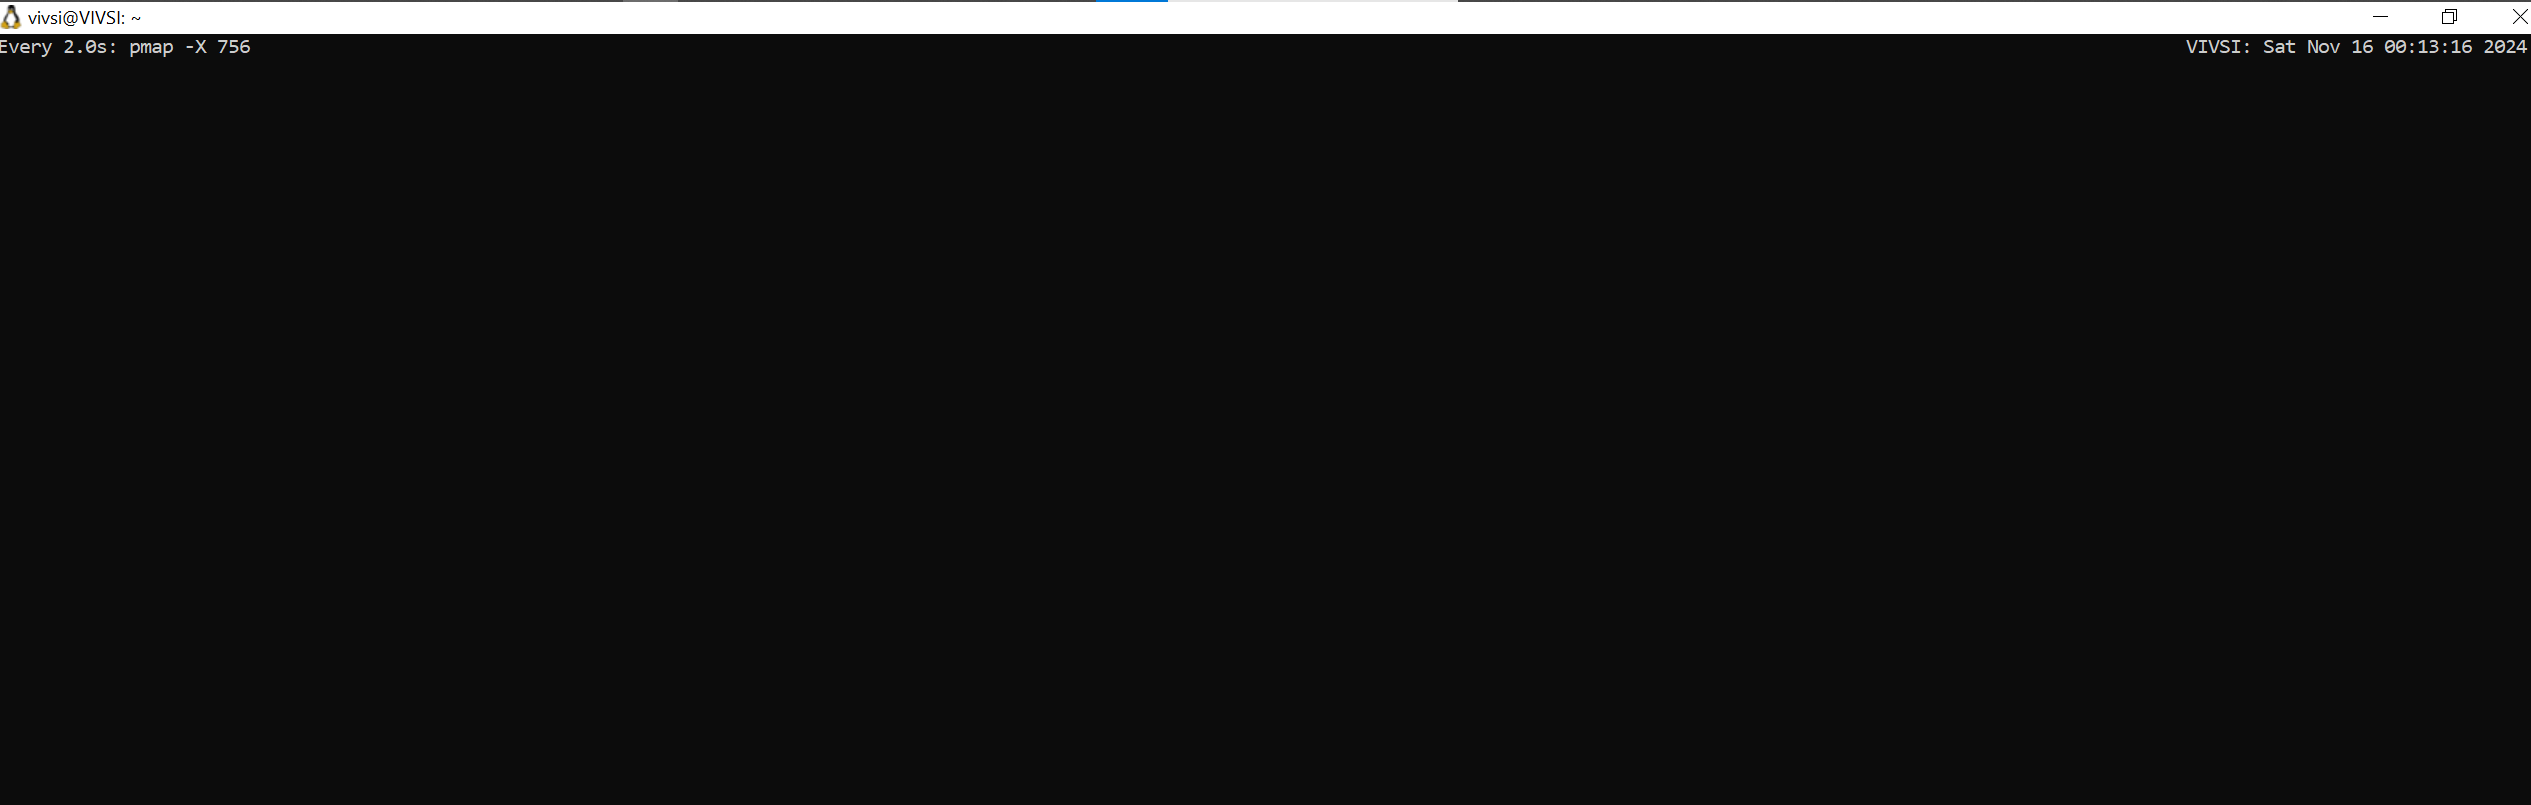 vivsi@VIVSI: ~
Every 2.0s: pmap -X 756 VIVSI: Sat Nov 16 00:13:16 2024